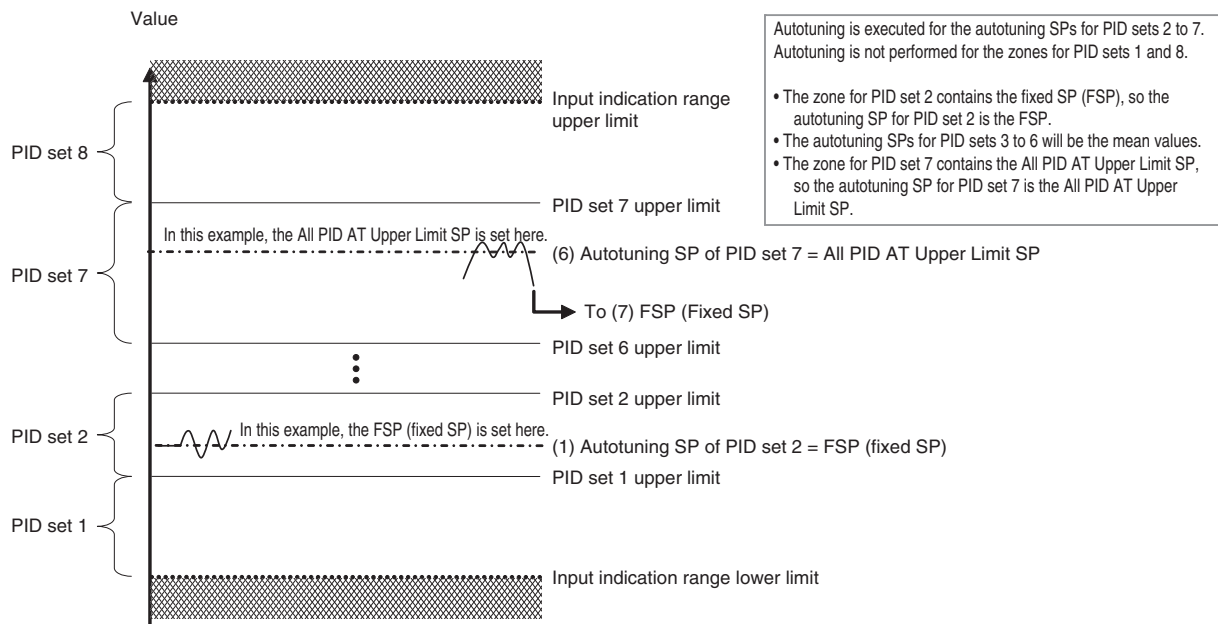 Value
Autotuning is executed for the autotuning SPs for PID sets 2 to 7.
Autotuning is not performed for the zones for PID sets 1 and 8.
• The zone for PID set 2 contains the fixed SP (FSP), so the
autotuning SP for PID set 2 is the FSP.
• The autotuning SPs for PID sets 3 to 6 will be the mean values.
• The zone for PID set 7 contains the All PID AT Upper Limit SP,
so the autotuning SP for PID set 7 is the All PID AT Upper
Limit SP.
Input indication range
upper limit
PID set 8
PID set 7 upper limit
In this example, the All PID AT Upper Limit SP is set here.
(6) Autotuning SP of PID set 7 = All PID AT Upper Limit SP
PID set 7
To (7) FSP (Fixed SP)
PID set 6 upper limit
PID set 2 upper limit
PID set 2
In this example, the FSP (fixed SP) is set here.
(1) Autotuning SP of PID set 2 = FSP (fixed SP)
PID set 1 upper limit
PID set 1
Input indication range lower limit